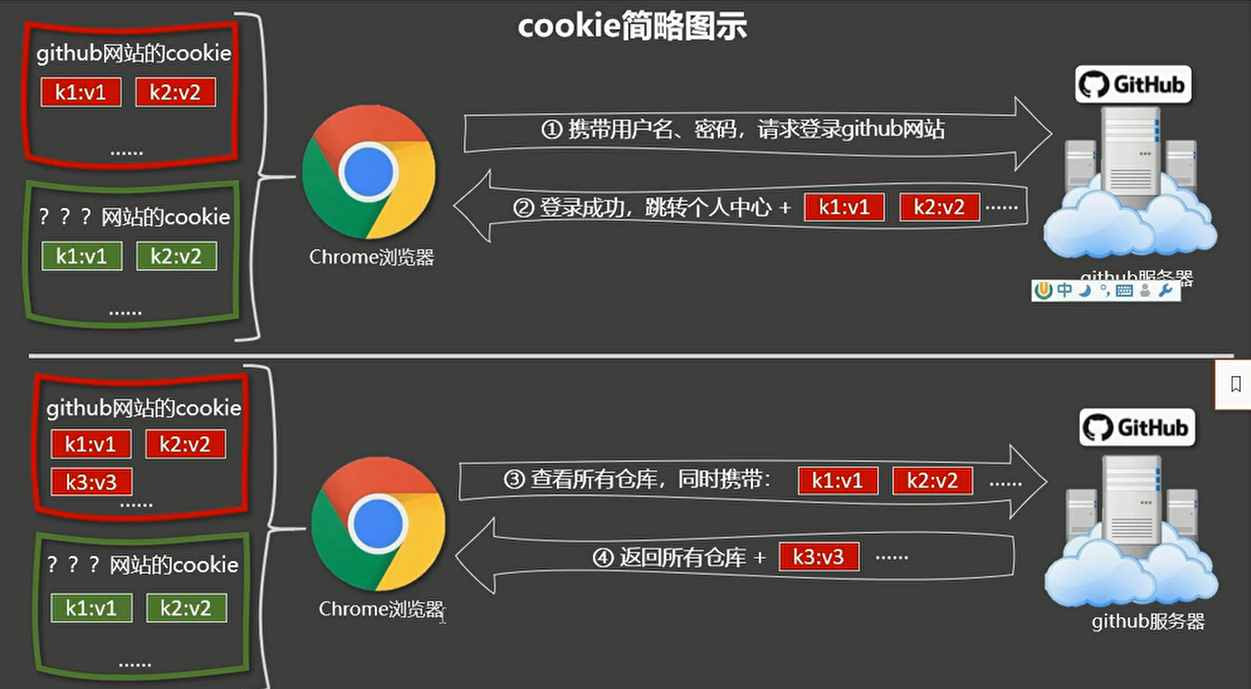 cookie简略图示
github网站的cookie
k1:v1 k2:v2
......
？？？网站的cookie
k1:v1 k2:v2
......
Chrome浏览器
① 携带用户名、密码，请求登录github网站
② 登录成功，跳转个人中心 + k1:v1 k2:v2 ......
GitHub
github服务器
中
github网站的cookie
k1:v1 k2:v2
k3:v3
......
？？？网站的cookie
k1:v1 k2:v2
......
Chrome浏览器
③ 查看所有仓库，同时携带： k1:v1 k2:v2 ......
④ 返回所有仓库 + k3:v3 ......
GitHub
github服务器